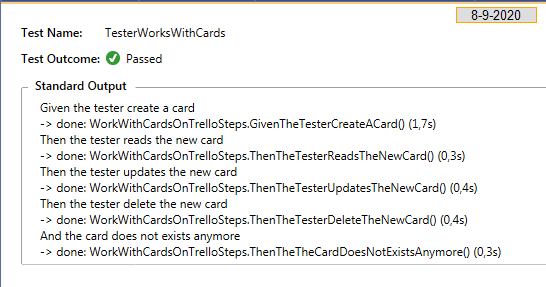 8-9-2020
Test Name: TesterWorksWithCards
Test Outcome: Passed
Standard Output
Given the tester create a card
-> done: WorkWithCardsOnTrelloSteps.GivenTheTesterCreateACard() (1,7s)
Then the tester reads the new card
-> done: WorkWithCardsOnTrelloSteps.ThenTheTesterReadsTheNewCard() (0,3s)
Then the tester updates the new card
-> done: WorkWithCardsOnTrelloSteps.ThenTheTesterUpdatesTheNewCard() (0,4s)
Then the tester delete the new card
-> done: WorkWithCardsOnTrelloSteps.ThenTheTesterDeleteTheNewCard() (0,4s)
And the card does not exists anymore
-> done: WorkWithCardsOnTrelloSteps.ThenTheTheCardDoesNotExistsAnymore() (0,3s)